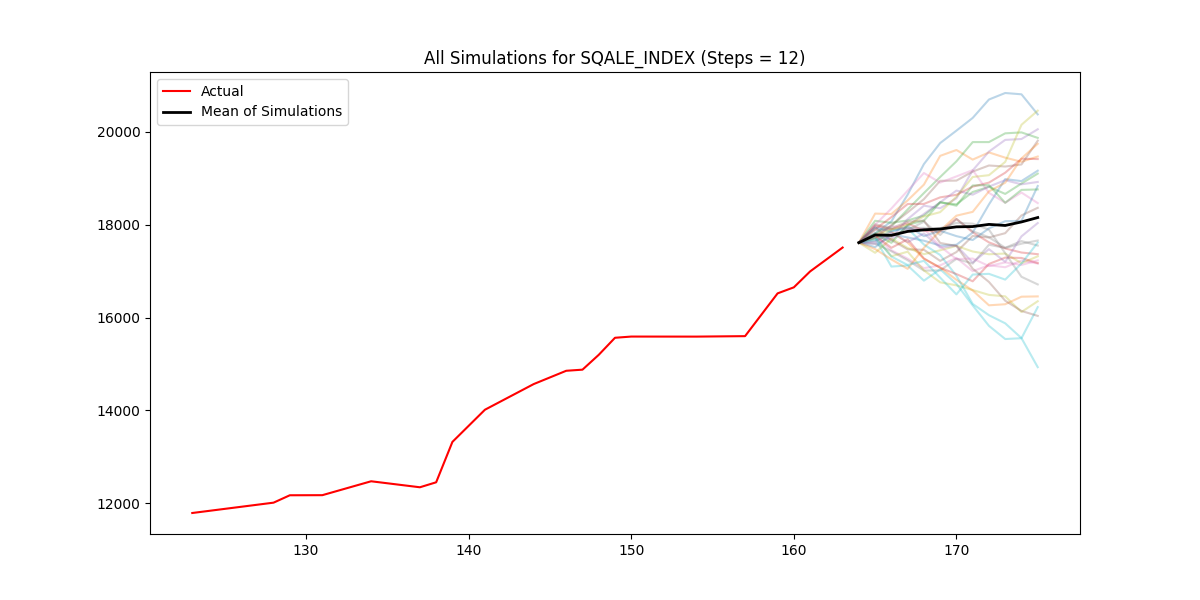 All Simulations for SQALE_INDEX (Steps = 12)
Actual
Mean of Simulations
20000
18000
16000
14000
12000
130 140 150 160 170